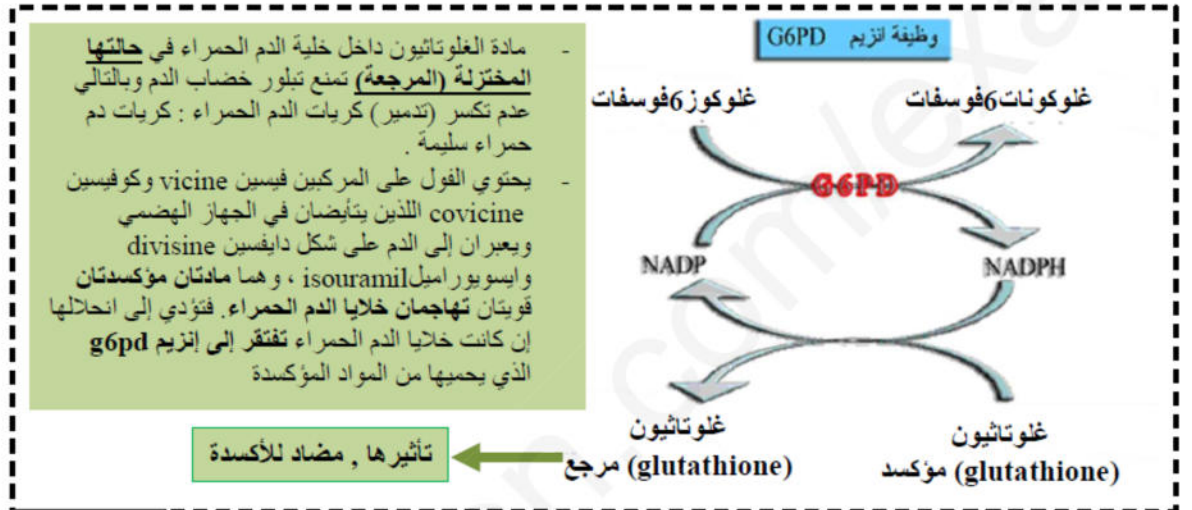 وظيفة انزيم G6PD
- مادة الغلوتاثيون داخل خلية الدم الحمراء في حالتها
المختزلة (المرجعة) تمنع تبلور خضاب الدم وبالتالي
عدم تكسر (تدمير) كريات الدم الحمراء : كريات دم
حمراء سليمة .
- يحتوي الفول على المركبين فيسين vicine وكوفيسين
covicine اللذين يتأيضان في الجهاز الهضمي
ويعبران إلى الدم على شكل دايفسين divisine
وايسويوراميل isouramil ، وهما مادتان مؤكسدتان
قويتان تهاجمان خلايا الدم الحمراء. فتؤدي إلى انحلالها
إن كانت خلايا الدم الحمراء تفتقر إلى إنزيم g6pd
الذي يحميها من المواد المؤكسدة
غلوكونات6فوسفات
غلوكوز6فوسفات
G6PD
NADPH
NADP
غلوتاثيون
(glutathione) مؤكسد
غلوتاثيون
(glutathione) مرجع
تأثيرها , مضاد للأكسدة